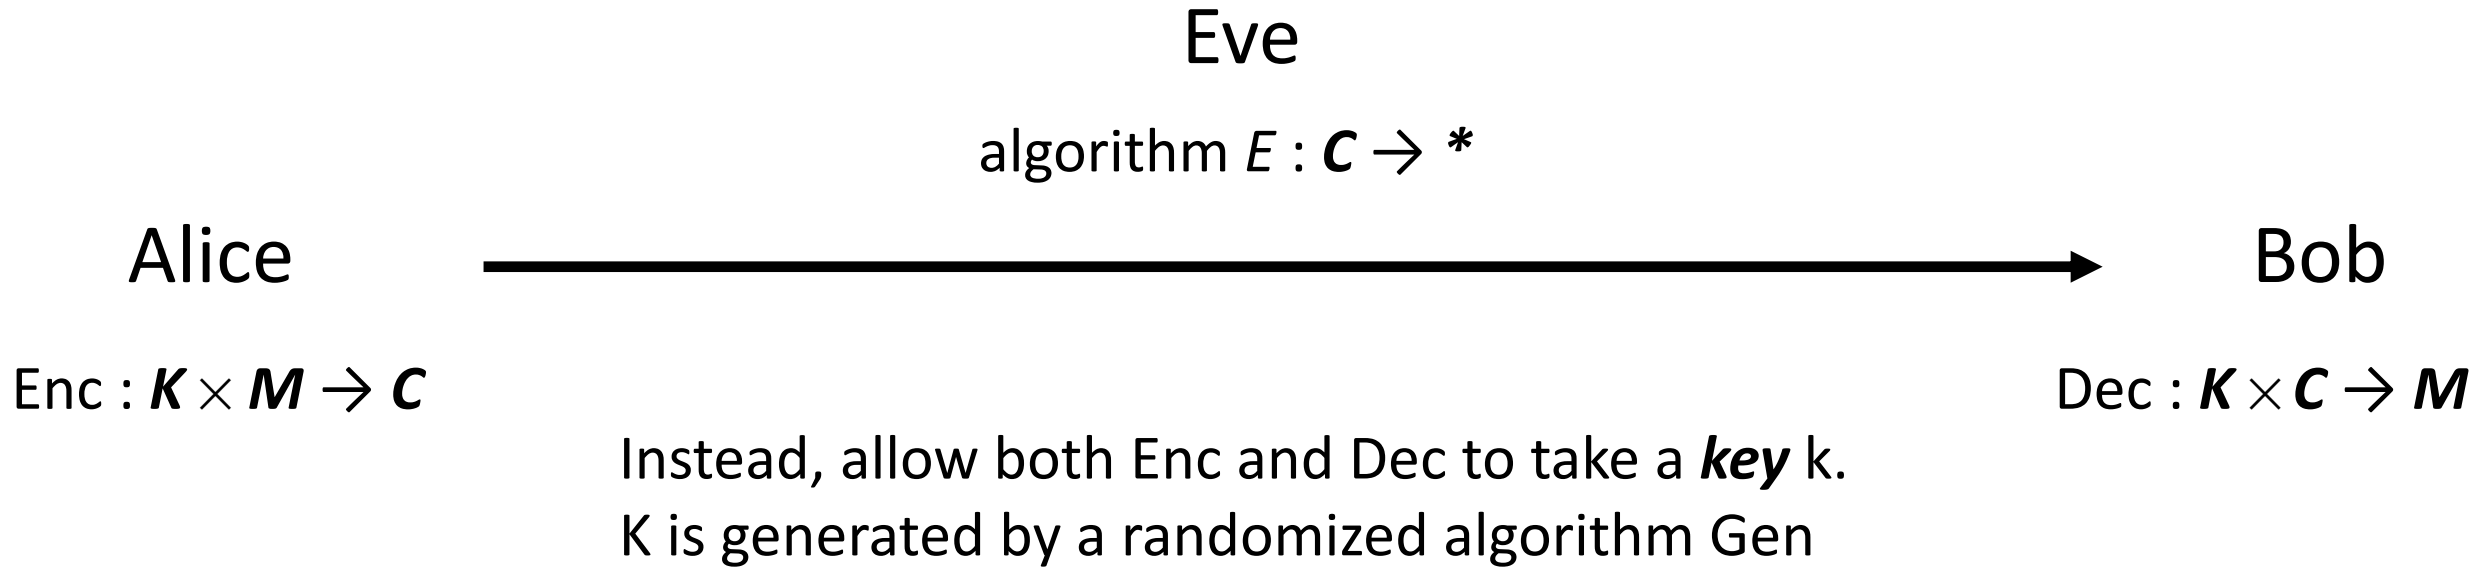 Eve
algorithm E : C → *
Alice
Bob
Enc : K × M → C
Dec : K × C → M
Instead, allow both Enc and Dec to take a key k.
K is generated by a randomized algorithm Gen